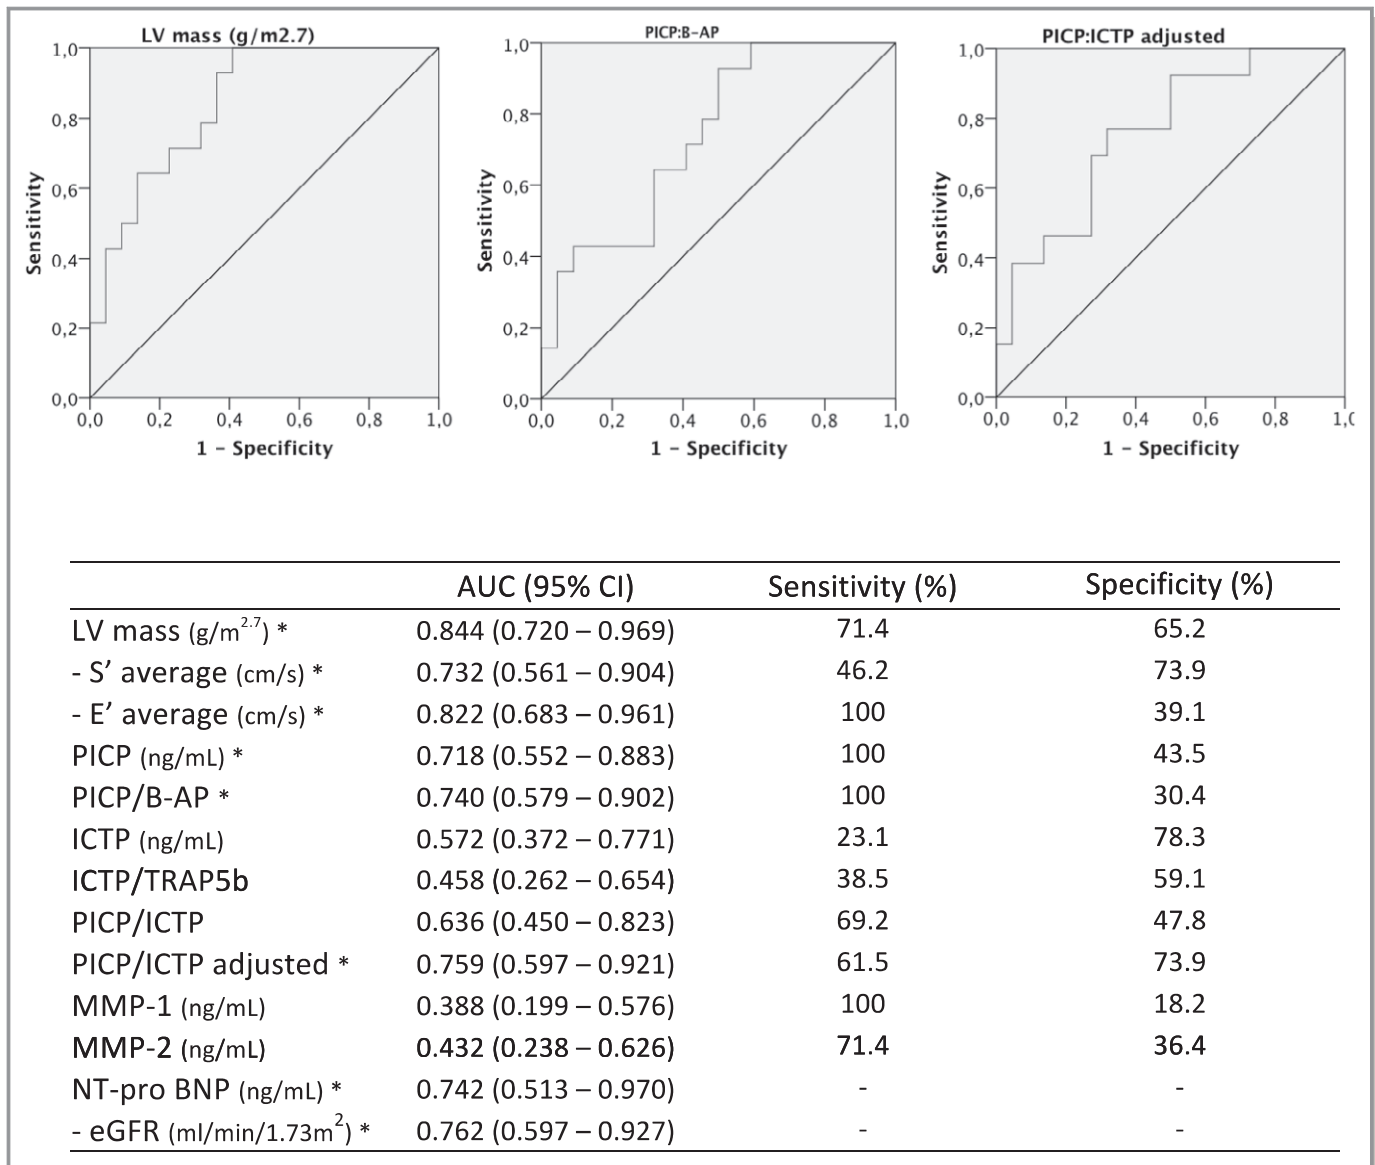 LV mass (g/m2.7)
1,0
0,8
0,6
0,4
0,2
0,0
Sensitivity
0,0 0,2 0,4 0,6 0,8 1,0
1 – Specificity
PICP:B-AP
1,0
0,8
0,6
0,4
0,2
0,0
Sensitivity
0,0 0,2 0,4 0,6 0,8 1,0
1 – Specificity
PICP:ICTP adjusted
1,0
0,8
0,6
0,4
0,2
0,0
Sensitivity
0,0 0,2 0,4 0,6 0,8 1,0
1 – Specificity
AUC (95% CI) Sensitivity (%) Specificity (%)
LV mass (g/m^2.7) * 0.844 (0.720 – 0.969) 71.4 65.2
- S’ average (cm/s) * 0.732 (0.561 – 0.904) 46.2 73.9
- E’ average (cm/s) * 0.822 (0.683 – 0.961) 100 39.1
PICP (ng/mL) * 0.718 (0.552 – 0.883) 100 43.5
PICP/B-AP * 0.740 (0.579 – 0.902) 100 30.4
ICTP (ng/mL) 0.572 (0.372 – 0.771) 23.1 78.3
ICTP/TRAP5b 0.458 (0.262 – 0.654) 38.5 59.1
PICP/ICTP 0.636 (0.450 – 0.823) 69.2 47.8
PICP/ICTP adjusted * 0.759 (0.597 – 0.921) 61.5 73.9
MMP-1 (ng/mL) 0.388 (0.199 – 0.576) 100 18.2
MMP-2 (ng/mL) 0.432 (0.238 – 0.626) 71.4 36.4
NT-pro BNP (ng/mL) * 0.742 (0.513 – 0.970) - -
- eGFR (ml/min/1.73m²) * 0.762 (0.597 – 0.927) - -